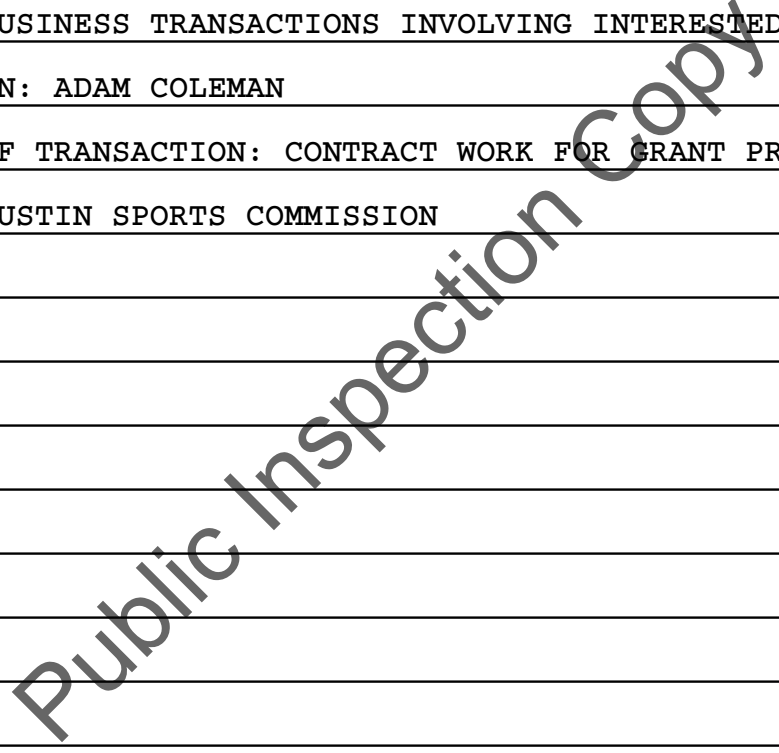 USINESS TRANSACTIONS INVOLVING INTERESTED
N: ADAM COLEMAN
F TRANSACTION: CONTRACT WORK FOR GRANT PR
USTIN SPORTS COMMISSION
Public Inspection Copy